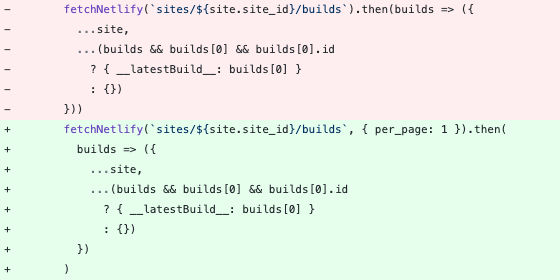 -        fetchNetlify(`sites/${site.site_id}/builds`).then(builds => ({
-          ...site,
-          ...(builds && builds[0] && builds[0].id
-            ? { __latestBuild__: builds[0] }
-            : {})
-        }))
+        fetchNetlify(`sites/${site.site_id}/builds`, { per_page: 1 }).then(
+          builds => ({
+            ...site,
+            ...(builds && builds[0] && builds[0].id
+              ? { __latestBuild__: builds[0] }
+              : {})
+          })
+        )